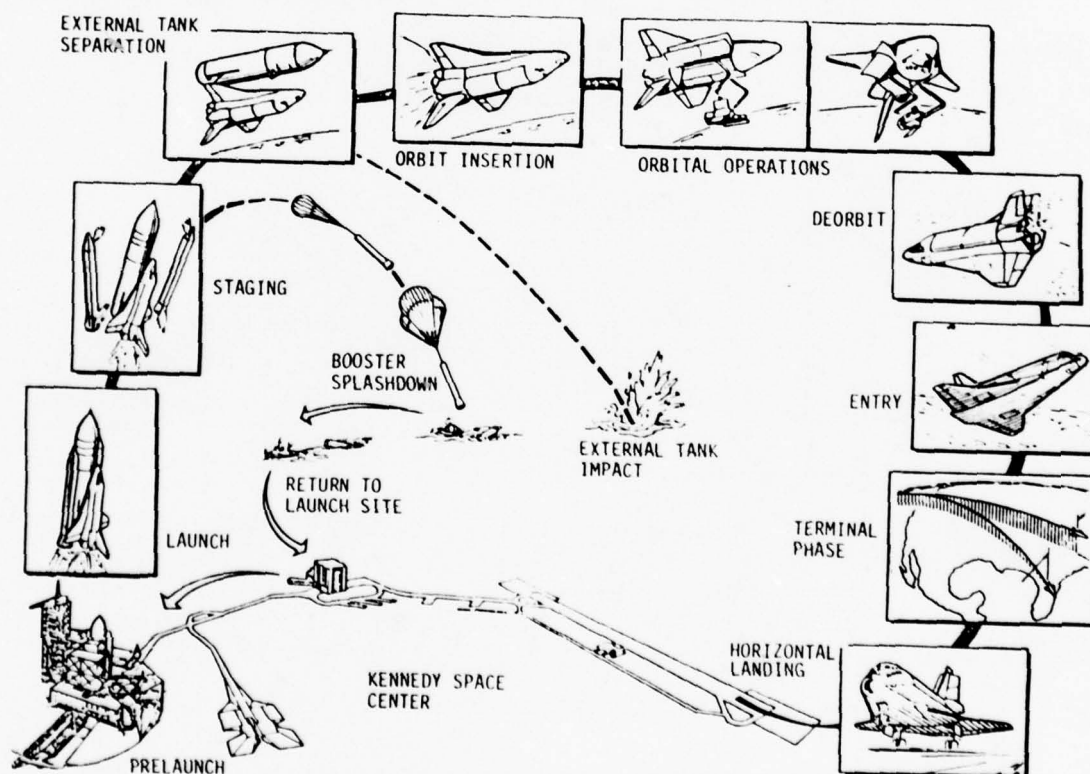 EXTERNAL TANK
SEPARATION
ORBIT INSERTION
ORBITAL OPERATIONS
DEORBIT
STAGING
BOOSTER
SPLASHDOWN
ENTRY
EXTERNAL TANK
IMPACT
RETURN TO
LAUNCH SITE
TERMINAL
PHASE
LAUNCH
HORIZONTAL
LANDING
KENNEDY SPACE
CENTER
PRELAUNCH